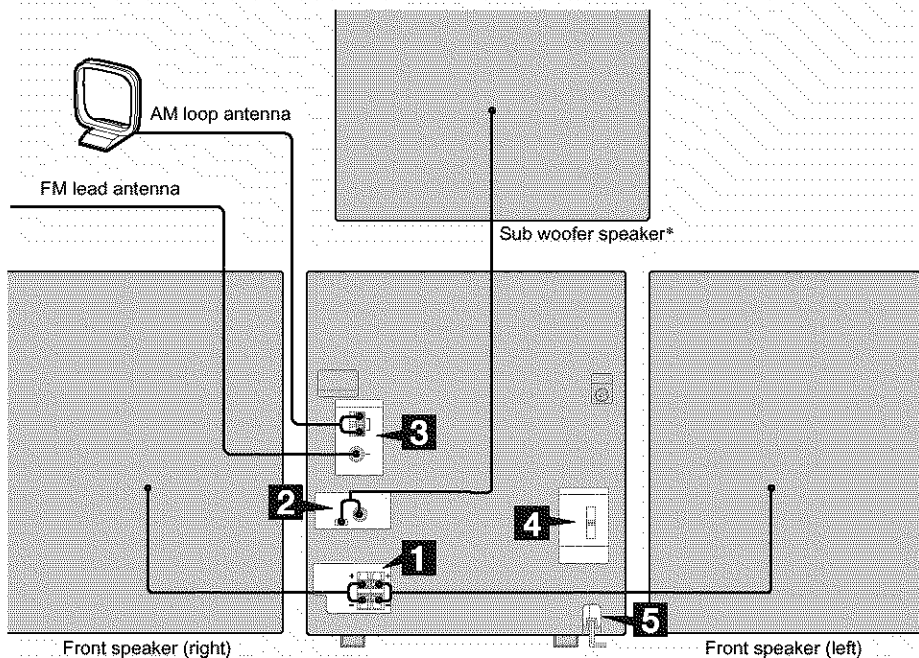 AM loop antenna
FM lead antenna
Sub woofer speaker*
3
2
4
1
+ +
- -
5
Front speaker (right)
Front speaker (left)